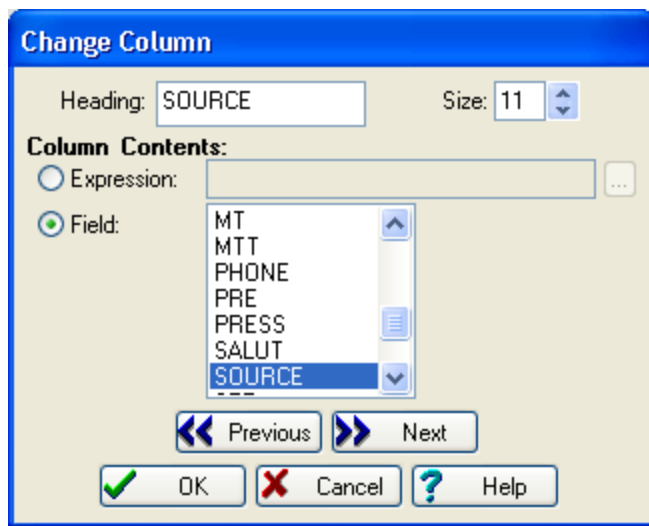 Change Column
Heading: SOURCE Size: 11
Column Contents:
Expression: ...
Field:
MT
MTT
PHONE
PRE
PRESS
SALUT
SOURCE
Previous Next
OK Cancel ? Help